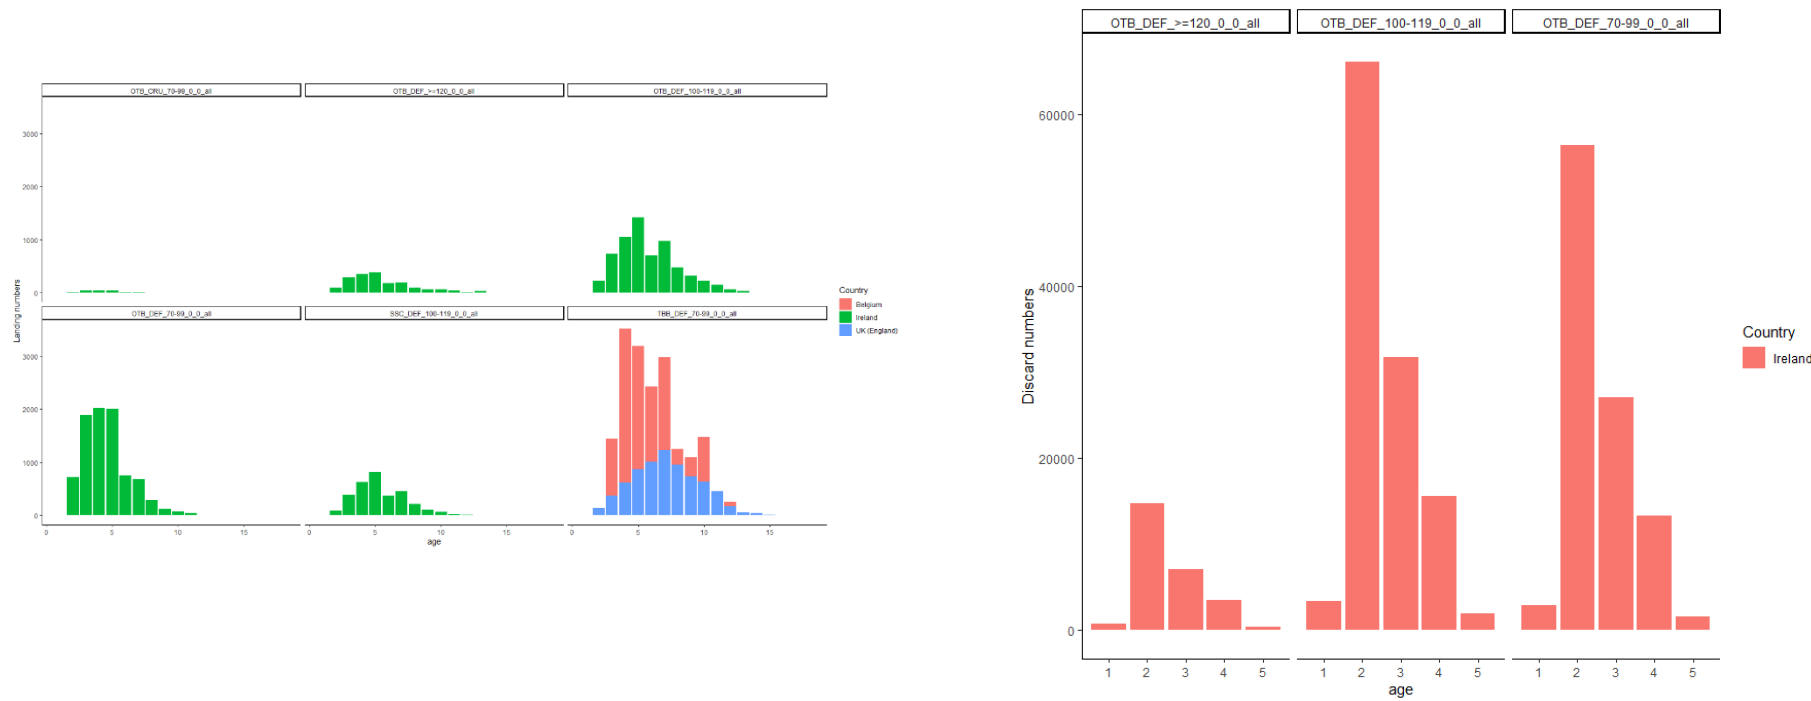 OTB_CRU_70-99_0_0_all
OTB_DEF_>=120_0_0_all
OTB_DEF_100-119_0_0_all
3000
2000
1000
0
Landing numbers
OTB_DEF_70-99_0_0_all
SSC_DEF_100-119_0_0_all
TBB_DEF_70-99_0_0_all
3000
2000
1000
0
0 5 10 15
0 5 10 15
0 5 10 15
age
Country
Belgium
Ireland
UK (England)
OTB_DEF_>=120_0_0_all
OTB_DEF_100-119_0_0_all
OTB_DEF_70-99_0_0_all
60000
40000
20000
0
Discard numbers
1 2 3 4 5
1 2 3 4 5
1 2 3 4 5
age
Country
Ireland